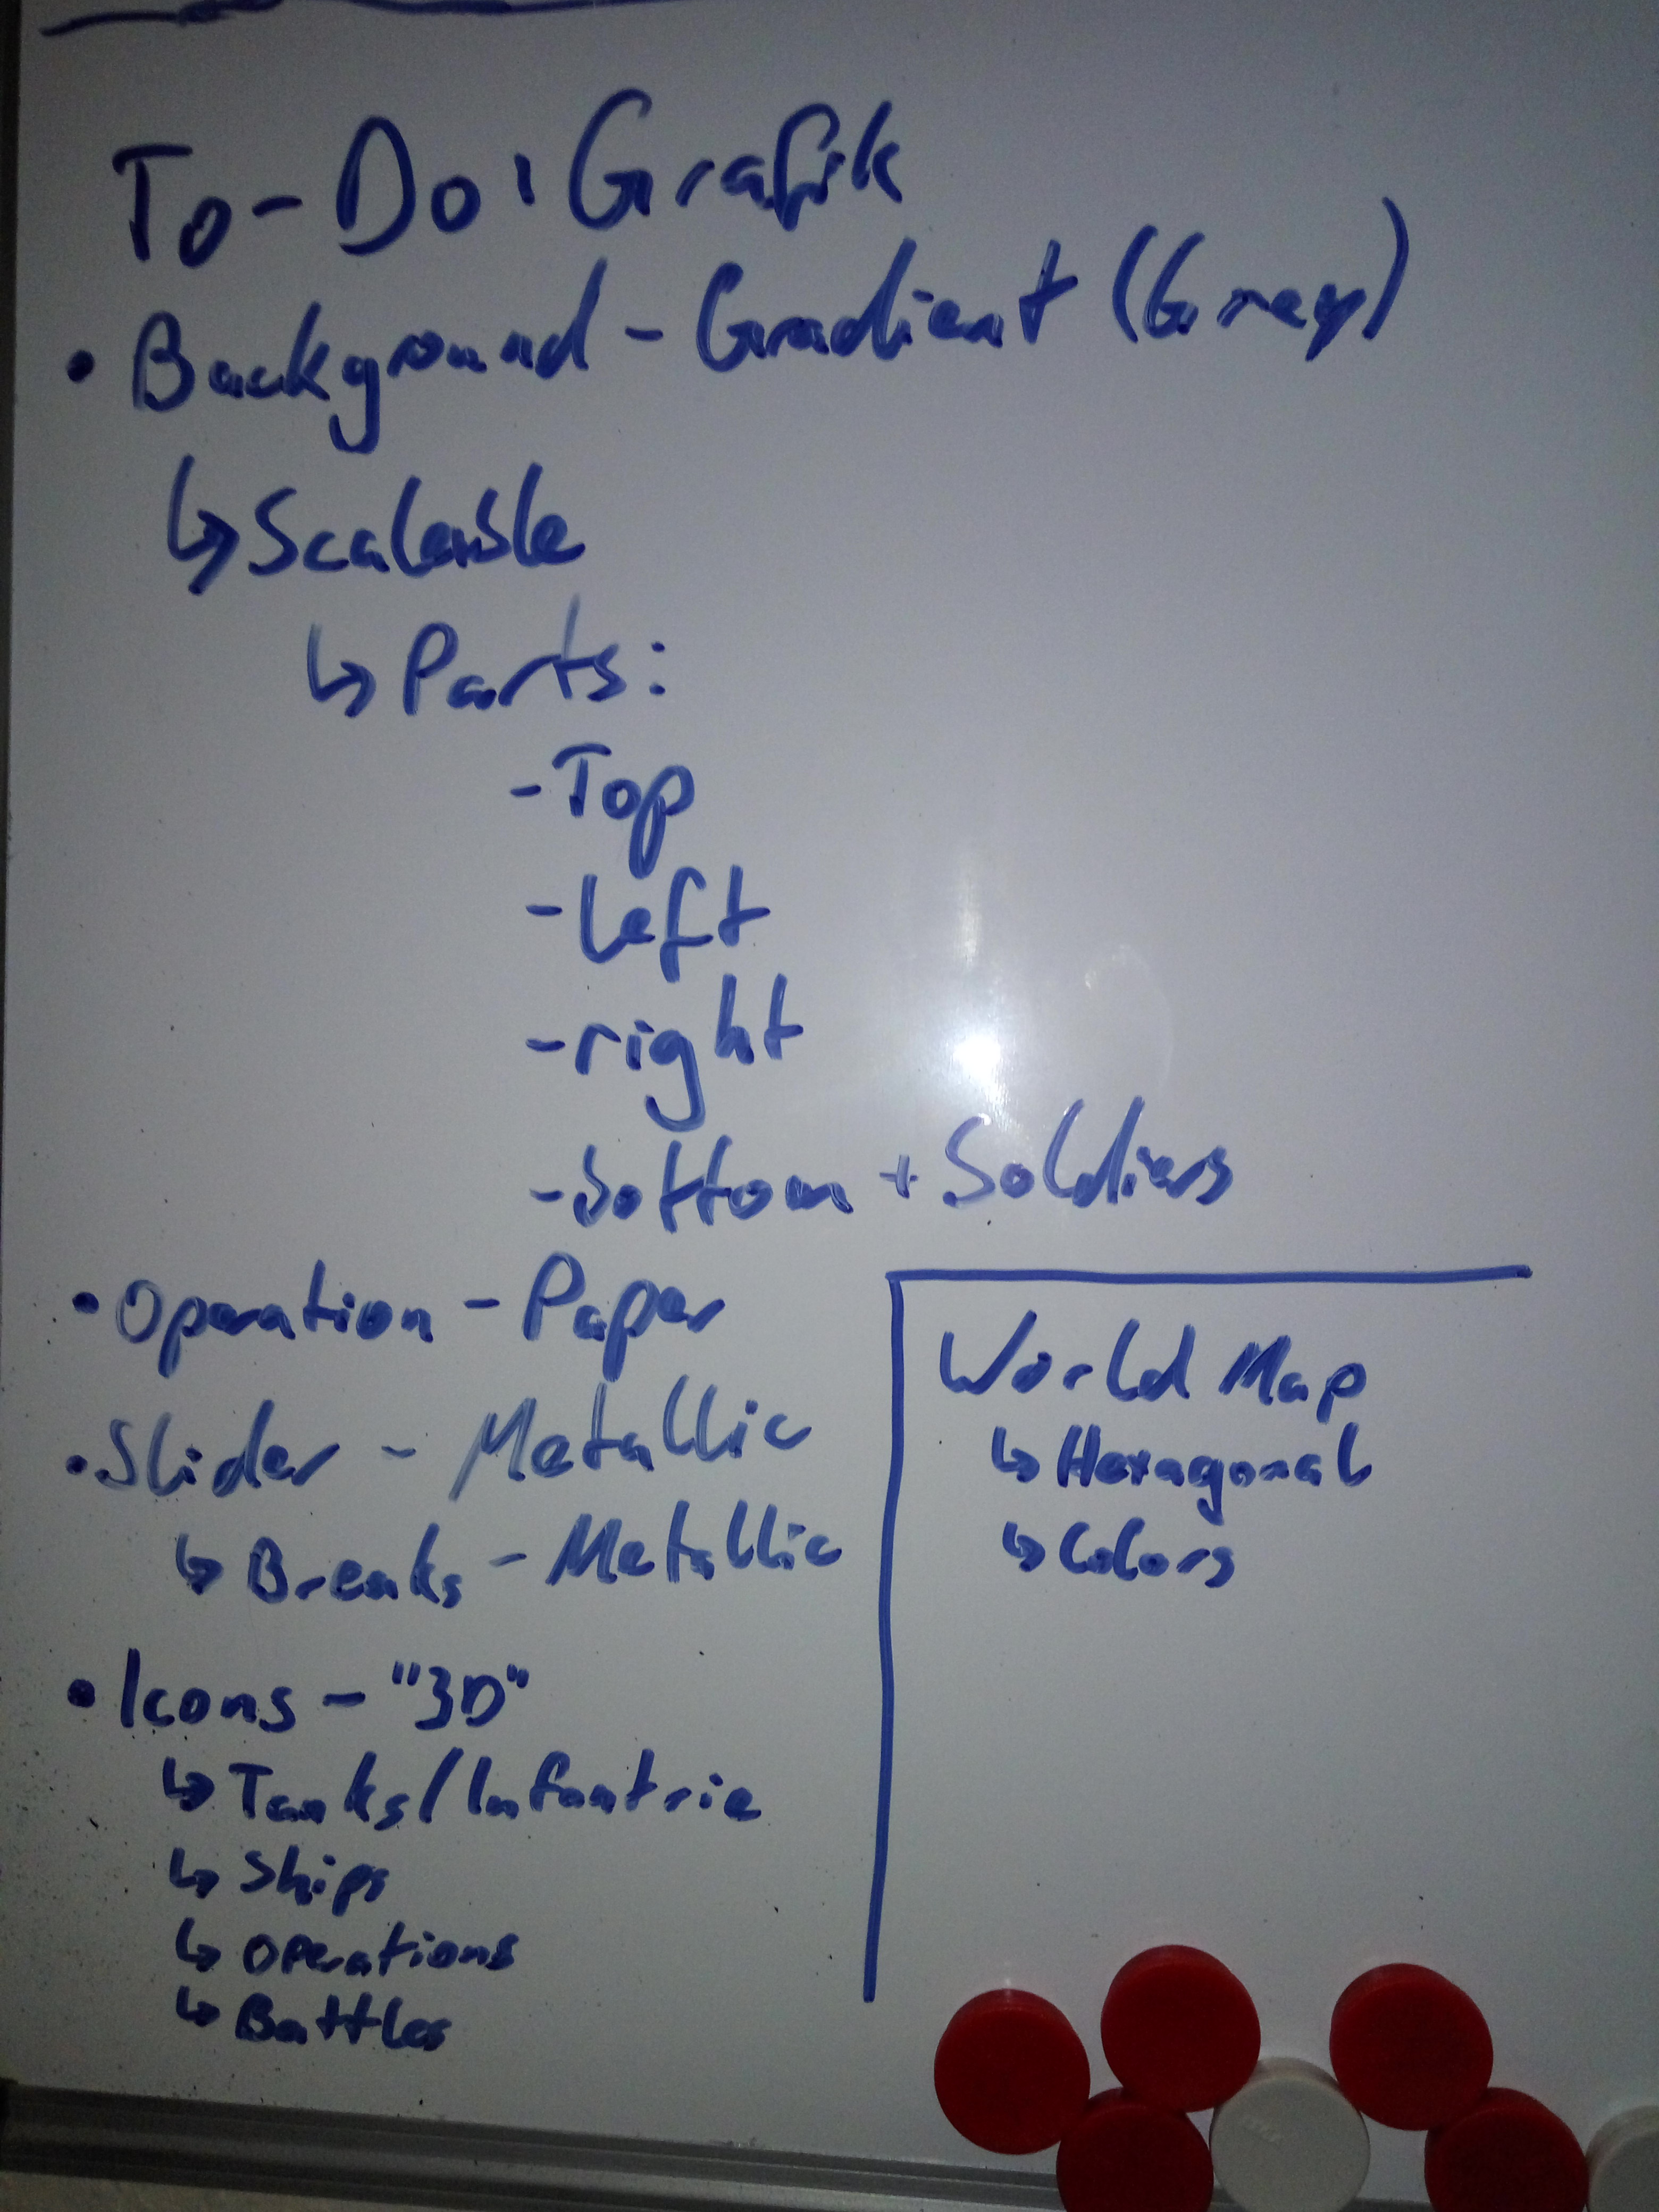 To-Do: Grafik
• Background - Gradient (Grey)
↳ Scaleable
↳ Parts:
- Top
- left
- right
- bottom + Soldiers
• Operation - Paper
• Slider - Metallic
↳ Breaks - Metallic
• Icons - "3D"
↳ Tanks/Infantrie
↳ Ships
↳ Operations
↳ Battles
World Map
↳ Hexagonal
↳ Colors